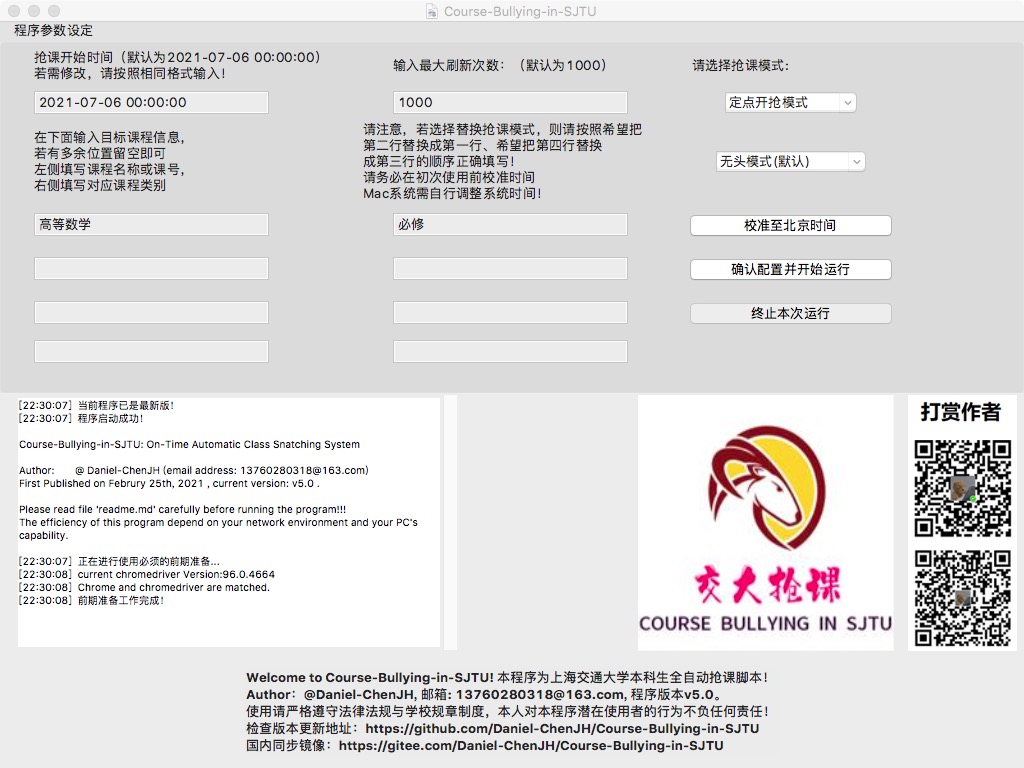 Course-Bullying-in-SJTU
程序参数设定
抢课开始时间（默认为2021-07-06 00:00:00）
若需修改，请按照相同格式输入！
输入最大刷新次数：（默认为1000）
请选择抢课模式：
2021-07-06 00:00:00
1000
定点开抢模式
在下面输入目标课程信息，
若有多余位置留空即可
左侧填写课程名称或课号，
右侧填写对应课程类别
请注意，若选择替换抢课模式，则请按照希望把
第二行替换成第一行、希望把第四行替换
成第三行的顺序正确填写！
请务必在初次使用前校准时间
Mac系统需自行调整系统时间！
无头模式(默认)
高等数学
必修
校准至北京时间
确认配置并开始运行
终止本次运行
[22:30:07] 当前程序已是最新版！
[22:30:07] 程序启动成功！
Course-Bullying-in-SJTU: On-Time Automatic Class Snatching System
Author: @ Daniel-ChenJH (email address: 13760280318@163.com)
First Published on Februry 25th, 2021 , current version: v5.0 .
Please read file 'readme.md' carefully before running the program!!!
The efficiency of this program depend on your network environment and your PC's
capability.
[22:30:07] 正在进行使用必须的前期准备...
[22:30:08] current chromedriver Version:96.0.4664
[22:30:08] Chrome and chromedriver are matched.
[22:30:08] 前期准备工作完成！
交大抢课
COURSE BULLYING IN SJTU
打赏作者
Welcome to Course-Bullying-in-SJTU! 本程序为上海交通大学本科生全自动抢课脚本！
Author：@Daniel-ChenJH, 邮箱: 13760280318@163.com, 程序版本v5.0。
使用请严格遵守法律法规与学校规章制度，本人对本程序潜在使用者的行为不负任何责任！
检查版本更新地址：https://github.com/Daniel-ChenJH/Course-Bullying-in-SJTU
国内同步镜像：https://gitee.com/Daniel-ChenJH/Course-Bullying-in-SJTU